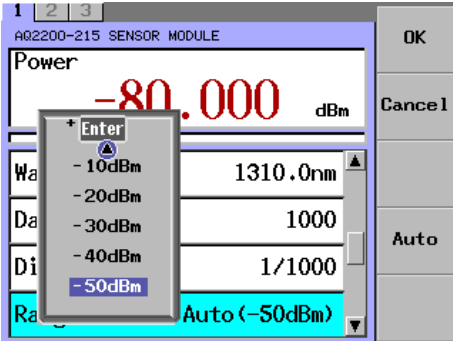 1 2 3
AQ2200-215 SENSOR MODULE
Power
-80.000 dBm
Enter
-10dBm
-20dBm
-30dBm
-40dBm
-50dBm
Wa 1310.0nm
Da 1000
Di 1/1000
Ra Auto(-50dBm)
OK
Cancel
Auto